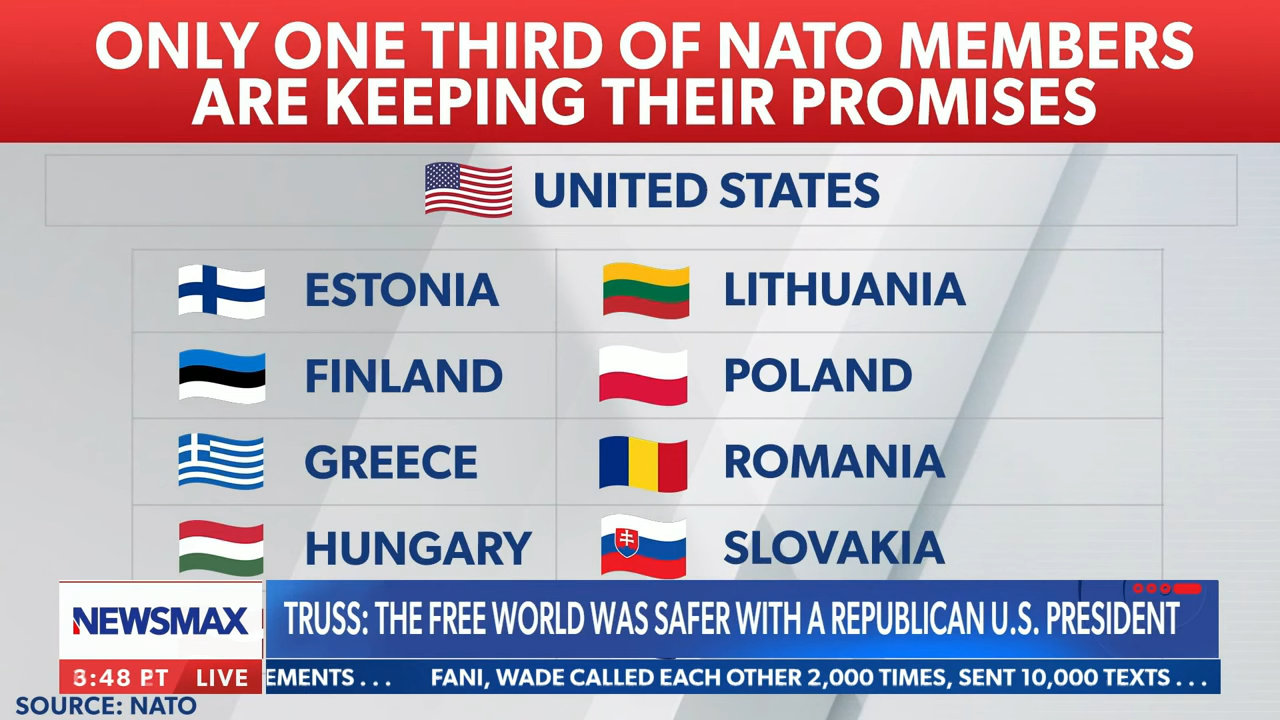 ONLY ONE THIRD OF NATO MEMBERS
ARE KEEPING THEIR PROMISES
UNITED STATES
ESTONIA
LITHUANIA
FINLAND
POLAND
GREECE
ROMANIA
HUNGARY
SLOVAKIA
NEWSMAX
TRUSS: THE FREE WORLD WAS SAFER WITH A REPUBLICAN U.S. PRESIDENT
3:48 PT LIVE
EMENTS . . . FANI, WADE CALLED EACH OTHER 2,000 TIMES, SENT 10,000 TEXTS . . .
SOURCE: NATO